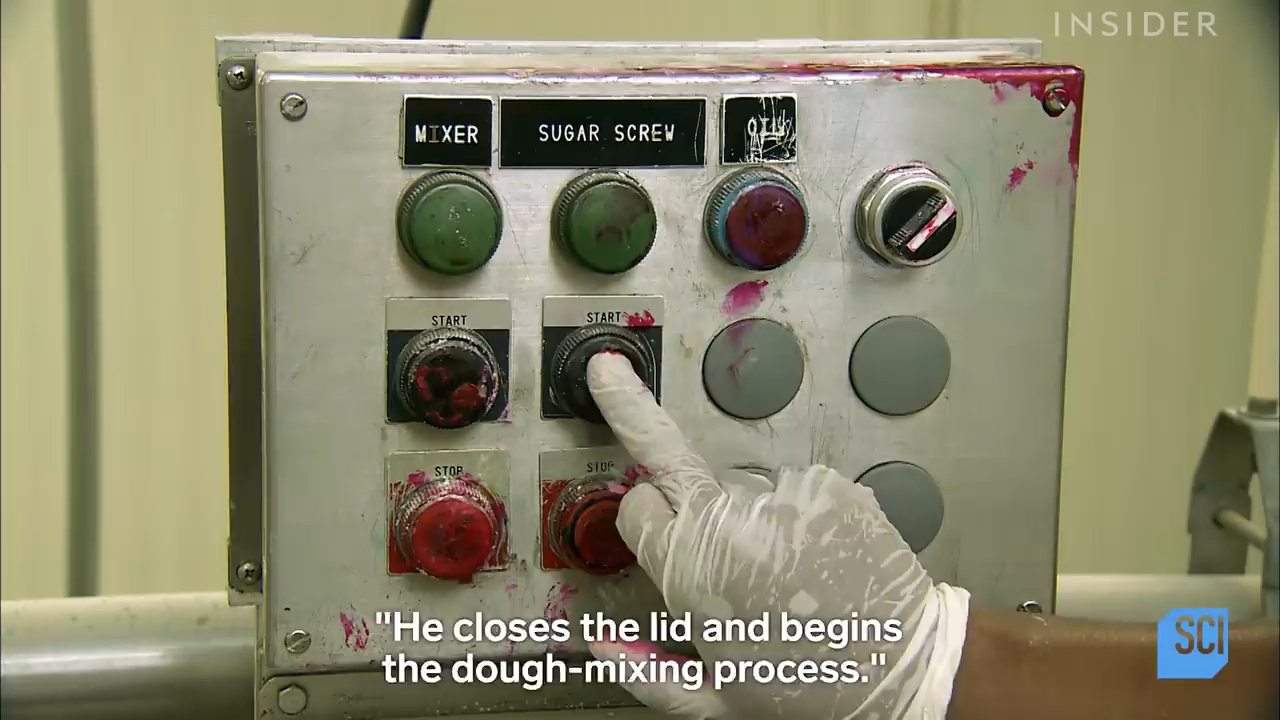 INSIDER
MIXER
SUGAR SCREW
START
START
STOP
STOP
"He closes the lid and begins
the dough-mixing process."
SCI